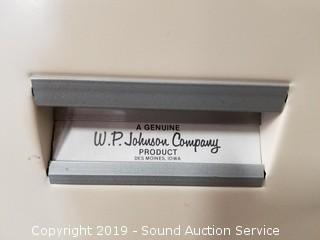 A GENUINE
W.P. Johnson Company
PRODUCT
DES MOINES, IOWA
Copyright 2019 - Sound Auction Service